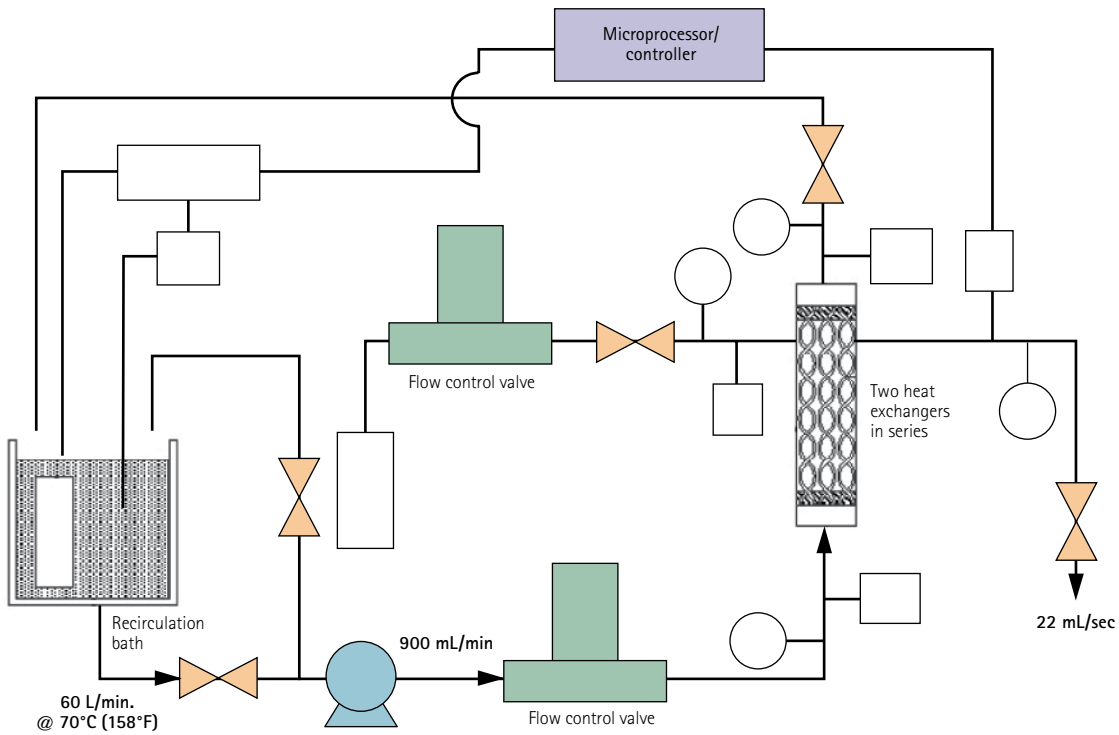 Microprocessor/
controller
Flow control valve
Two heat
exchangers
in series
Recirculation
bath
900 mL/min
22 mL/sec
60 L/min.
@ 70°C (158°F)
Flow control valve